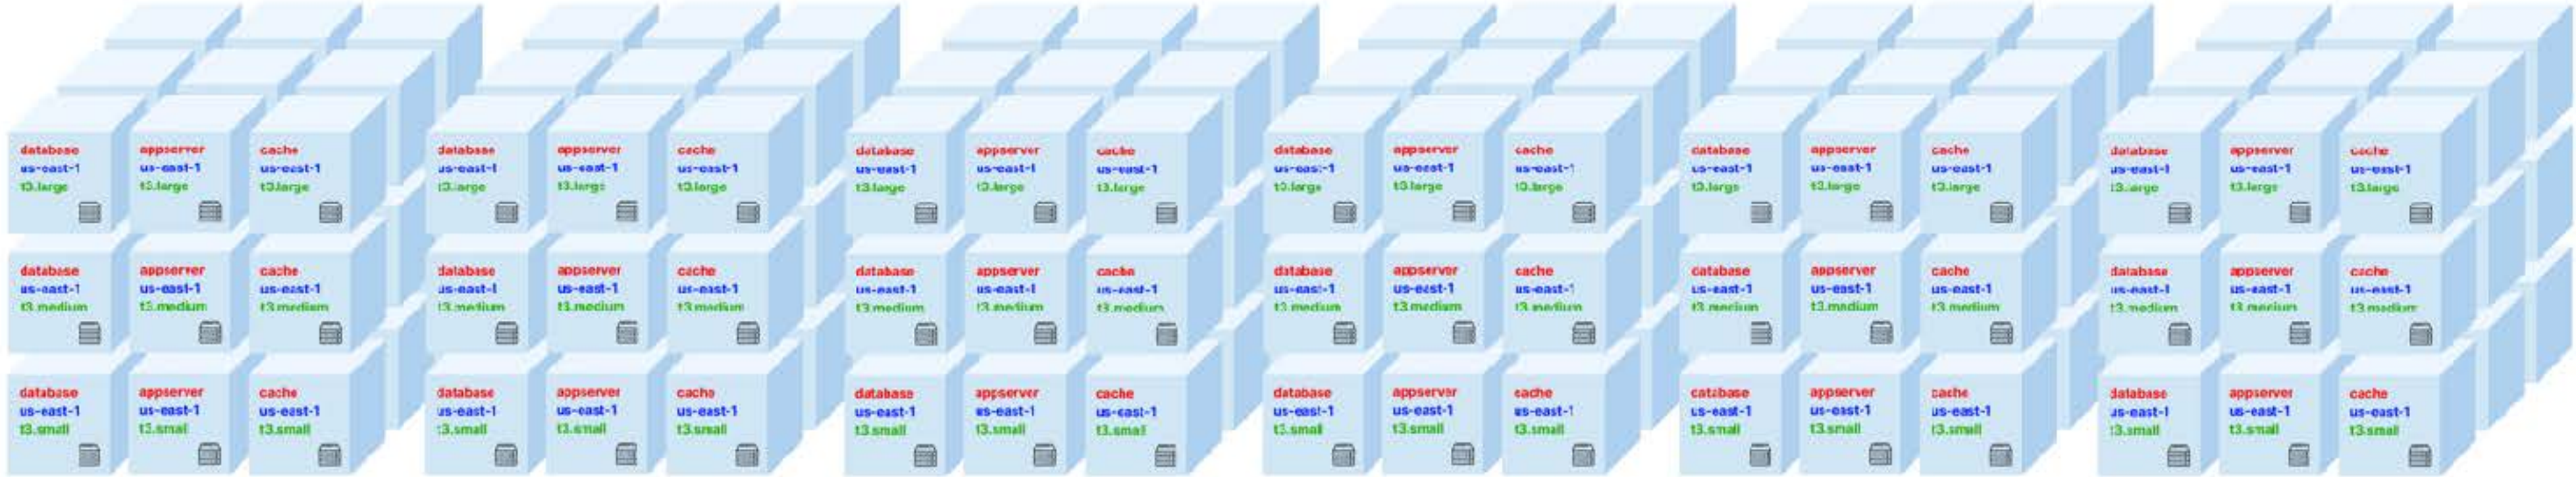 database appserver cache database appserver cache database appserver cache database appserver cache database appserver cache database appserver cache
us-east-1 us-east-1 us-east-1 us-east-1 us-east-1 us-east-1 us-east-1 us-east-1 us-east-1 us-east-1 us-east-1 us-east-1 us-east-1 us-east-1 us-east-1 us-east-1 us-east-1 us-east-1
t3.large t3.large t3.large t3.large t3.large t3.large t3.large t3.large t3.large t3.large t3.large t3.large t3.large t3.large t3.large t3.large t3.large t3.large
database appserver cache database appserver cache database appserver cache database appserver cache database appserver cache database appserver cache
us-east-1 us-east-1 us-east-1 us-east-1 us-east-1 us-east-1 us-east-1 us-east-1 us-east-1 us-east-1 us-east-1 us-east-1 us-east-1 us-east-1 us-east-1 us-east-1 us-east-1 us-east-1
t3.medium t3.medium t3.medium t3.medium t3.medium t3.medium t3.medium t3.medium t3.medium t3.medium t3.medium t3.medium t3.medium t3.medium t3.medium t3.medium t3.medium t3.medium
database appserver cache database appserver cache database appserver cache database appserver cache database appserver cache database appserver cache
us-east-1 us-east-1 us-east-1 us-east-1 us-east-1 us-east-1 us-east-1 us-east-1 us-east-1 us-east-1 us-east-1 us-east-1 us-east-1 us-east-1 us-east-1 us-east-1 us-east-1 us-east-1
t3.small t3.small t3.small t3.small t3.small t3.small t3.small t3.small t3.small t3.small t3.small t3.small t3.small t3.small t3.small t3.small t3.small t3.small